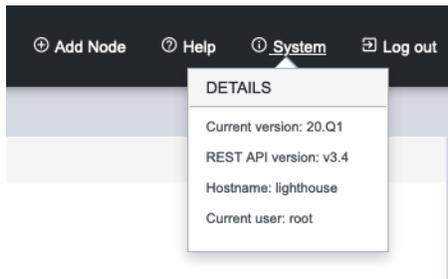 Add Node Help System Log out
DETAILS
Current version: 20.Q1
REST API version: v3.4
Hostname: lighthouse
Current user: root